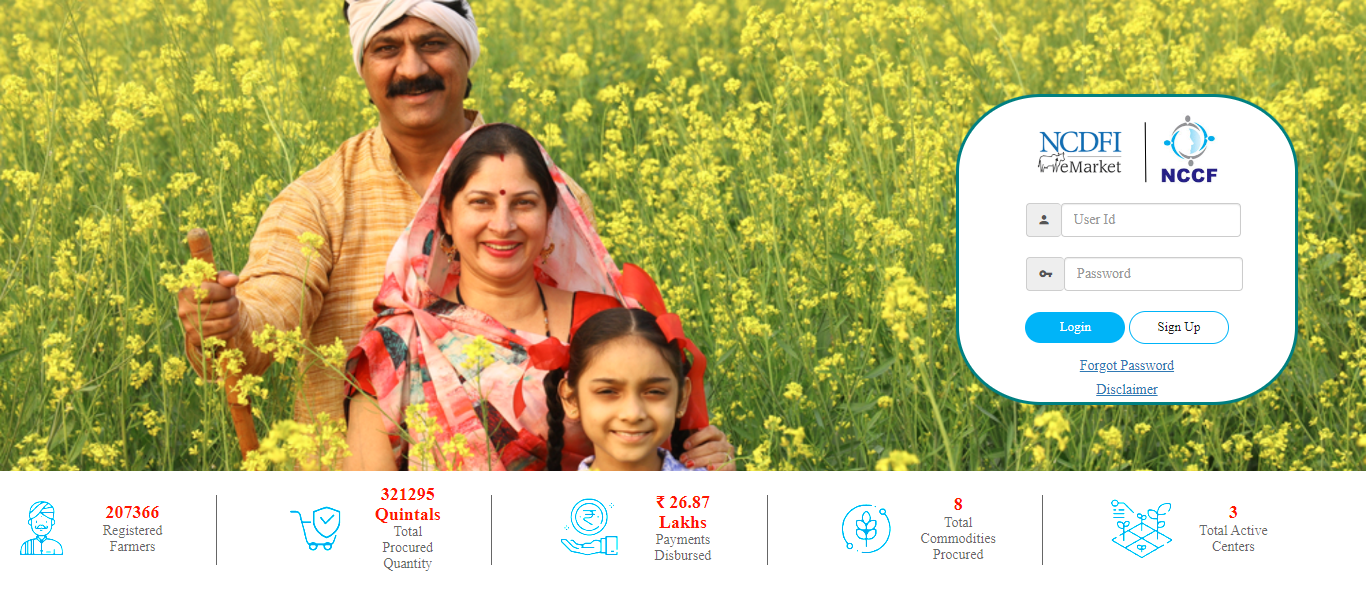 NCDFI
eMarket
NCCF
User Id
Password
Login
Sign Up
Forgot Password
Disclaimer
207366
Registered
Farmers
321295
Quintals
Total
Procured
Quantity
₹ 26.87
Lakhs
Payments
Disbursed
8
Total
Commodities
Procured
3
Total Active
Centers